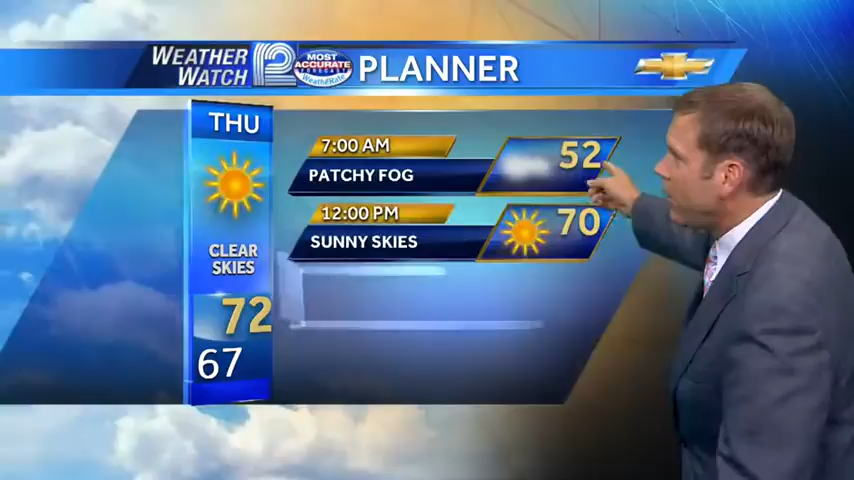 WEATHER WATCH 12
MOST ACCURATE FORECAST
WeatheRate
PLANNER
THU
CLEAR SKIES
72
67
7:00 AM
PATCHY FOG
52
12:00 PM
SUNNY SKIES
70